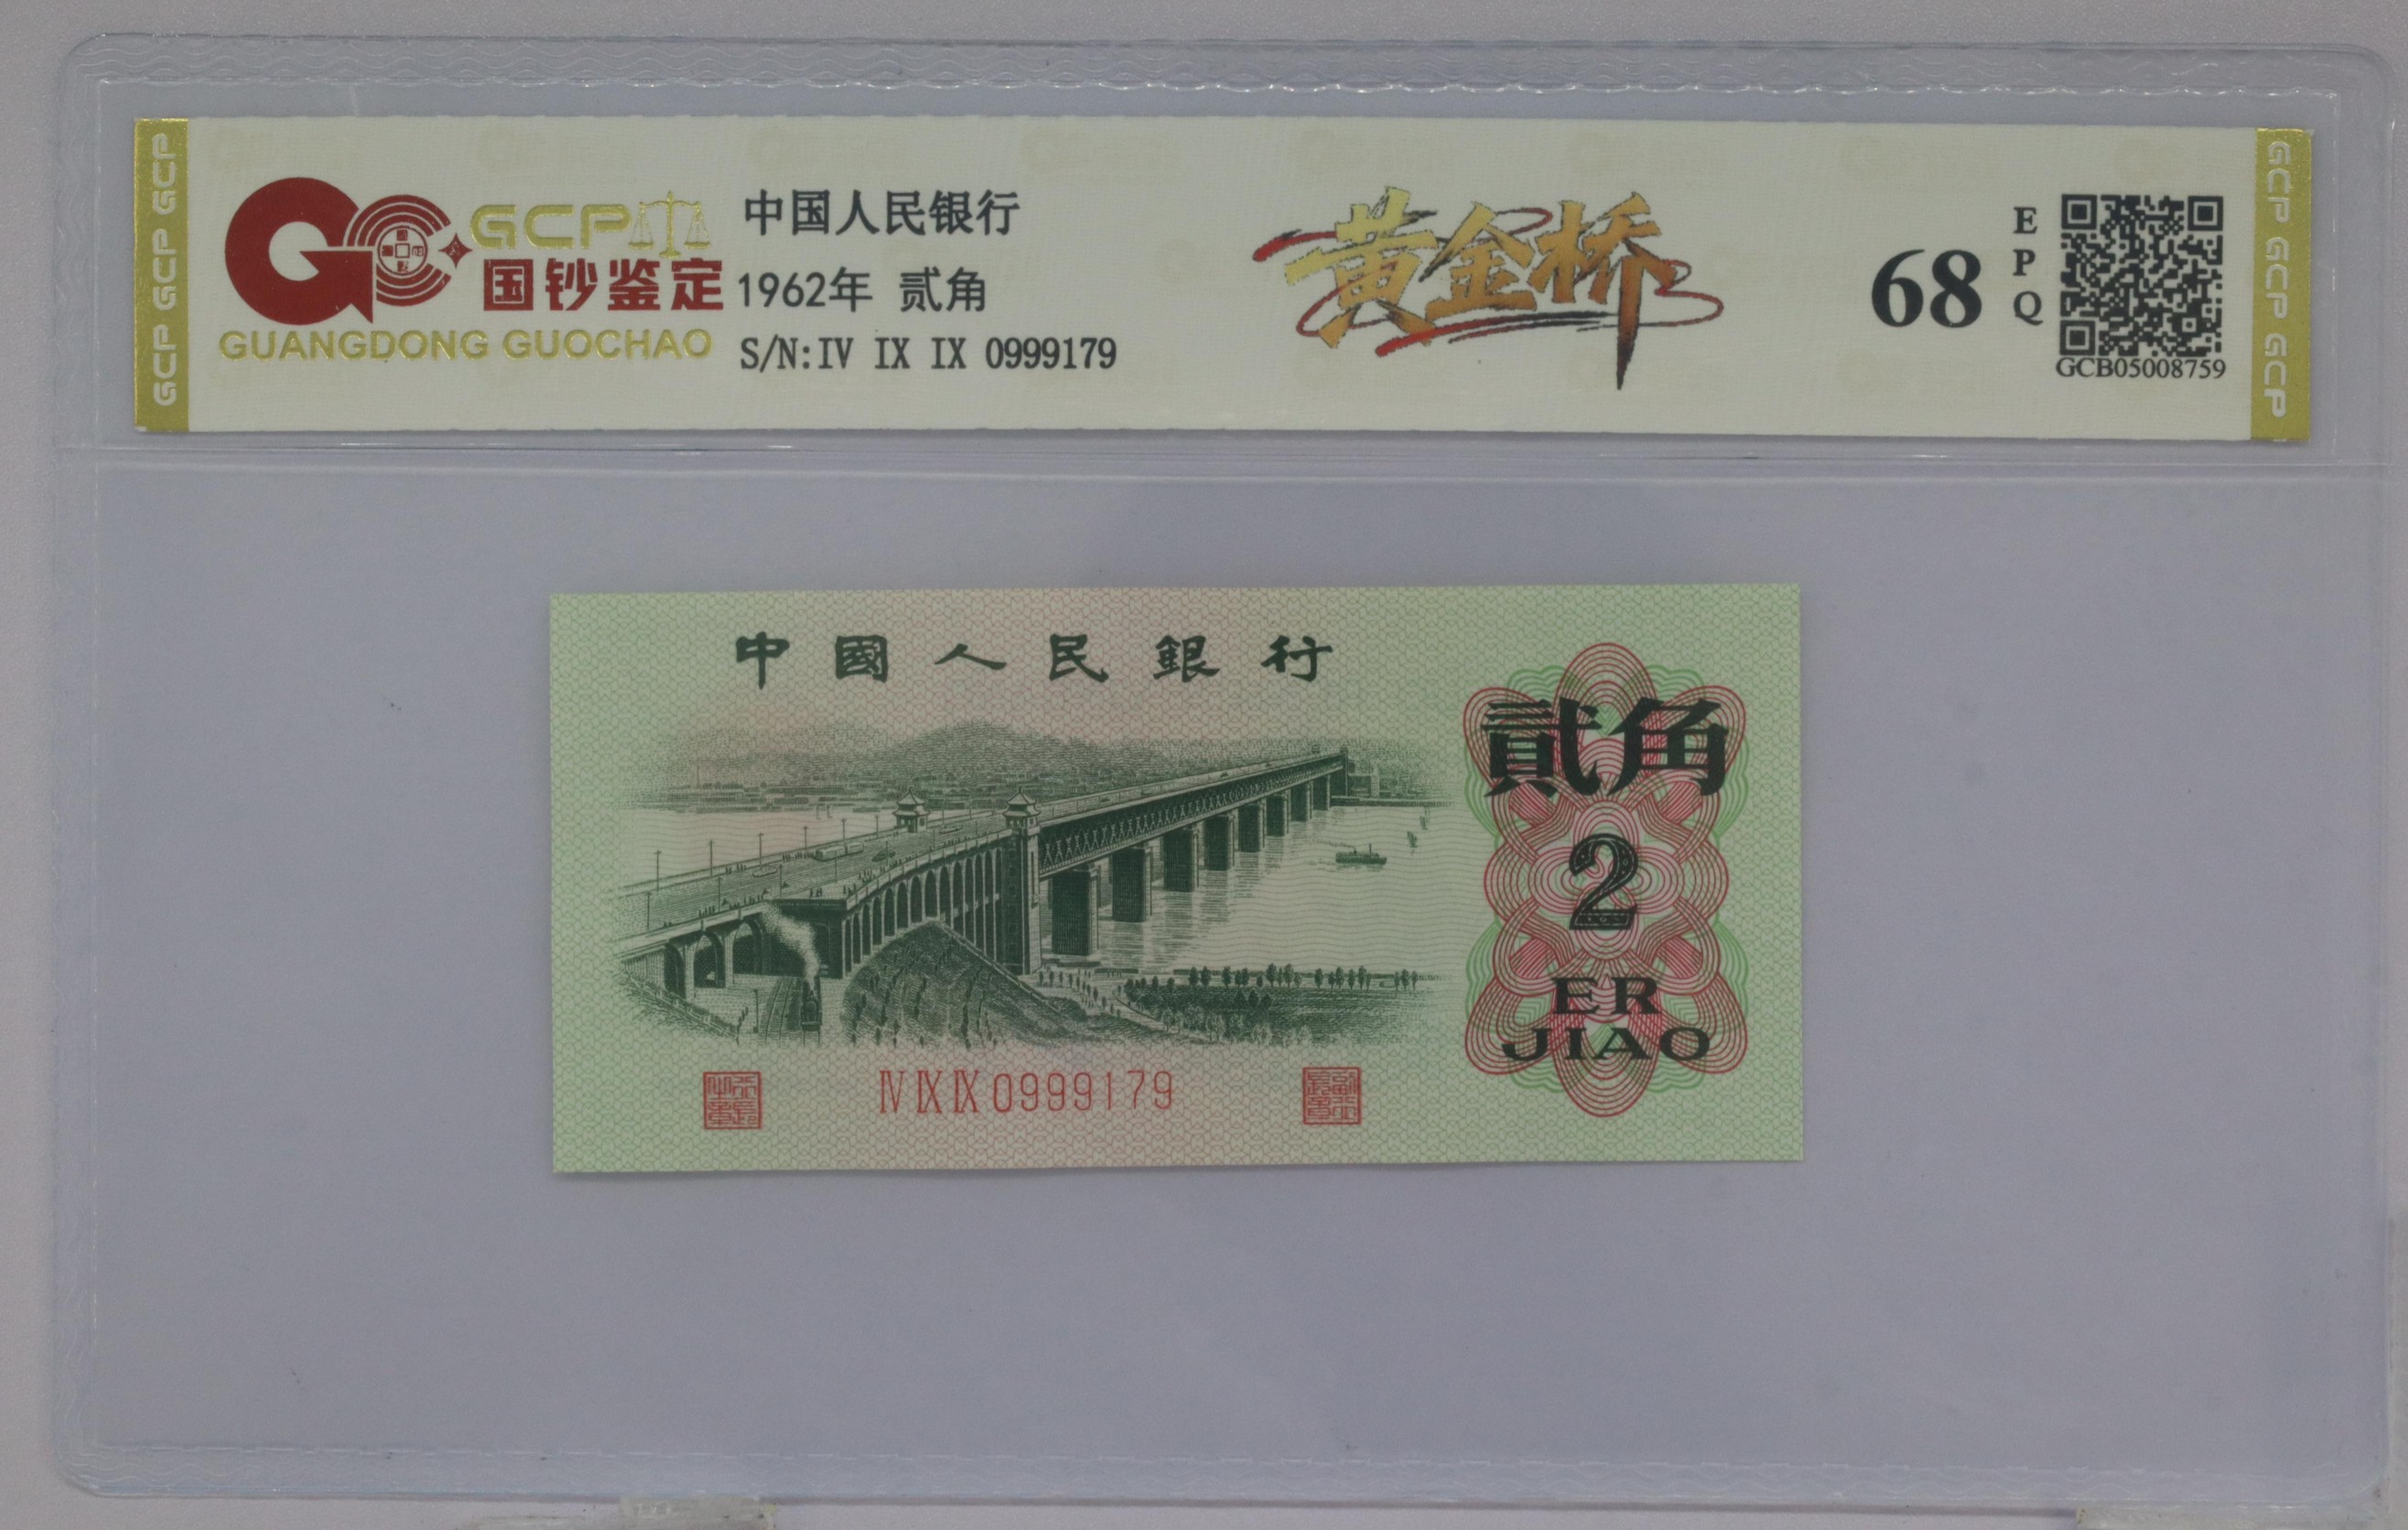 GCP GCP GCP
GCP
国钞鉴定
GUANGDONG GUOCHAO
中国人民银行
1962年 贰角
S/N:IV IX IX 0999179
黄金桥
68
EPQ
GCB05008759
GCP GCP GCP
中國人民銀行
貳角
2
ER
JIAO
IV IX IX 0999179